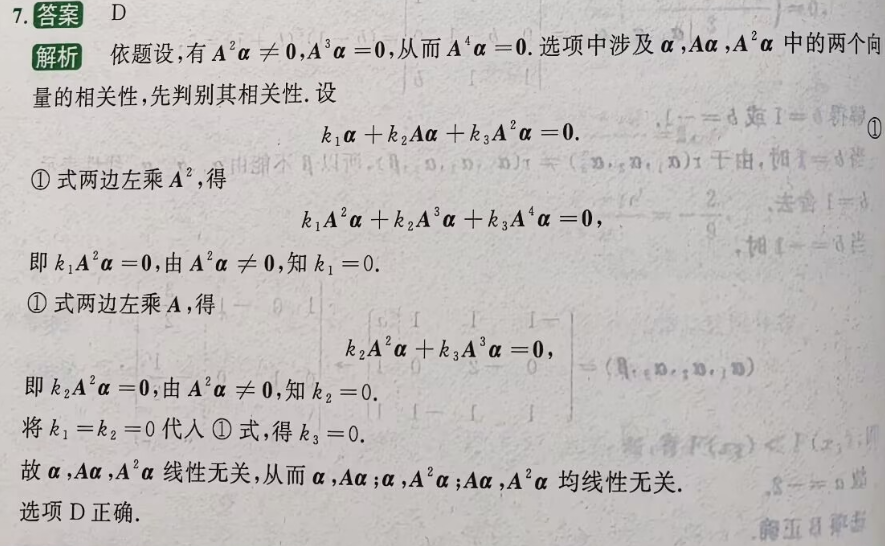 7. 答案 D
解析 依题设,有 A²α ≠ 0,A³α =0,从而 A⁴α =0. 选项中涉及 α,Aα,A²α 中的两个向
量的相关性,先判别其相关性. 设
k₁α +k₂Aα +k₃A²α =0. ①
① 式两边左乘 A²,得
k₁A²α +k₂A³α +k₃A⁴α =0,
即 k₁A²α =0,由 A²α ≠ 0,知 k₁ =0.
① 式两边左乘 A,得
k₂A²α +k₃A³α =0,
即 k₂A²α =0,由 A²α ≠ 0,知 k₂ =0.
将 k₁ =k₂ =0 代入 ① 式,得 k₃ =0.
故 α,Aα,A²α 线性无关,从而 α,Aα;α,A²α;Aα,A²α 均线性无关.
选项 D 正确.